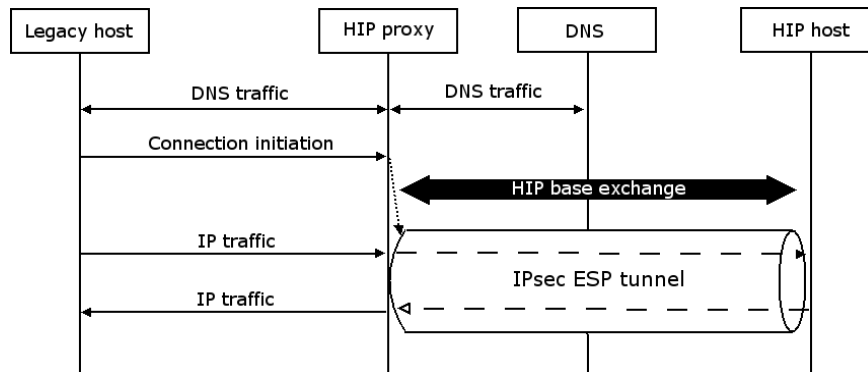 Legacy host
HIP proxy
DNS
HIP host
DNS traffic
DNS traffic
Connection initiation
HIP base exchange
IP traffic
IPsec ESP tunnel
IP traffic